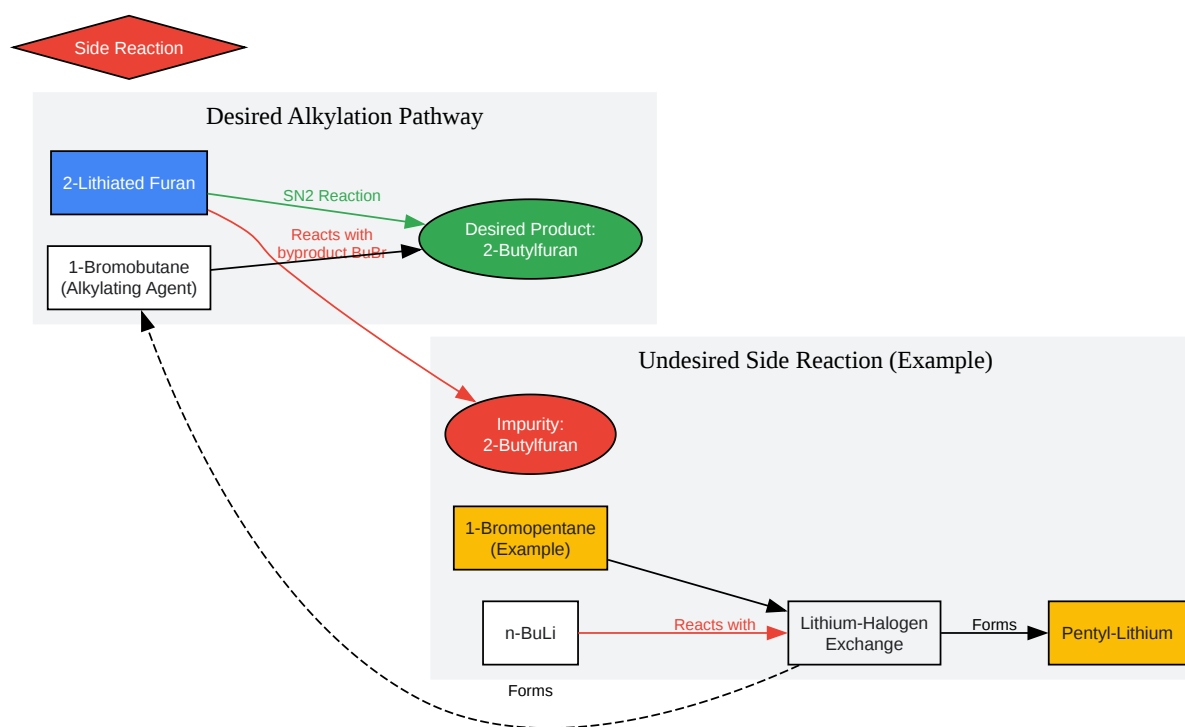 Side Reaction
Desired Alkylation Pathway
2-Lithiated Furan
SN2 Reaction
Reacts with
byproduct BuBr
Desired Product:
2-Butylfuran
1-Bromobutane
(Alkylating Agent)
Undesired Side Reaction (Example)
Impurity:
2-Butylfuran
1-Bromopentane
(Example)
n-BuLi
Reacts with
Lithium-Halogen
Exchange
Forms
Pentyl-Lithium
Forms